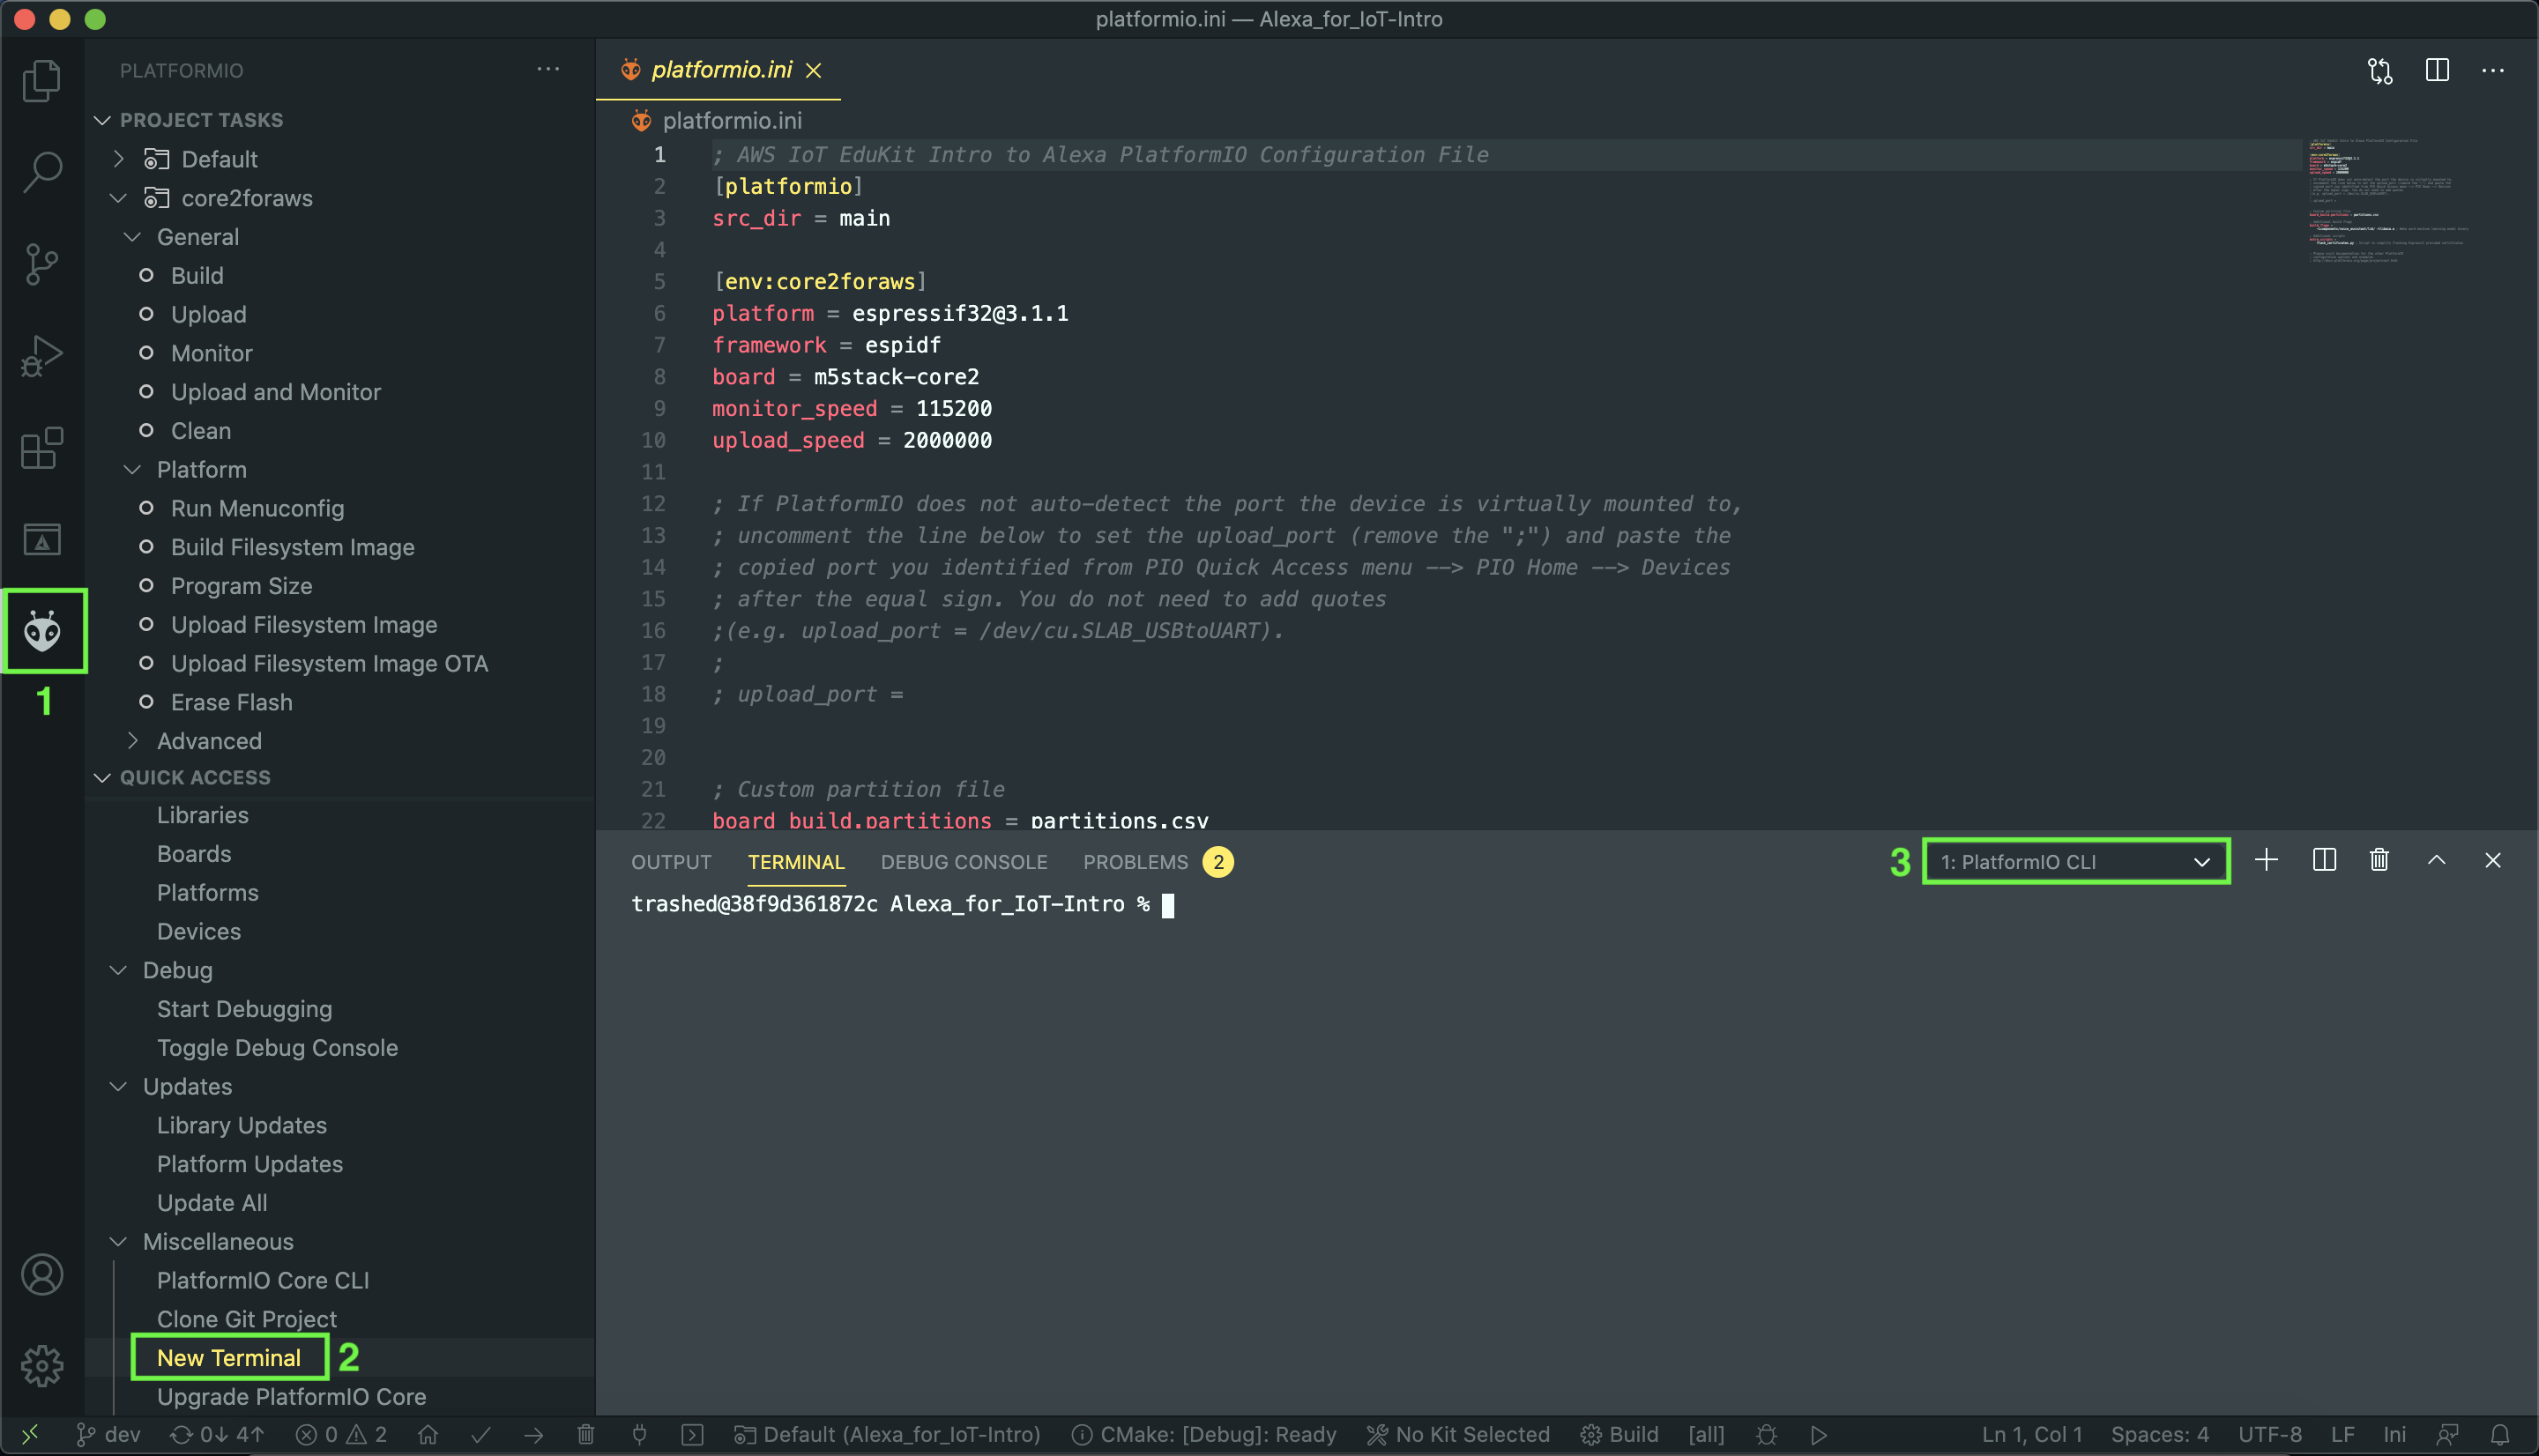 platformio.ini — Alexa_for_IoT-Intro
PLATFORMIO
PROJECT TASKS
Default
core2foraws
General
Build
Upload
Monitor
Upload and Monitor
Clean
Platform
Run Menuconfig
Build Filesystem Image
Program Size
Upload Filesystem Image
Upload Filesystem Image OTA
Erase Flash
Advanced
1
QUICK ACCESS
Libraries
Boards
Platforms
Devices
Debug
Start Debugging
Toggle Debug Console
Updates
Library Updates
Platform Updates
Update All
Miscellaneous
PlatformIO Core CLI
Clone Git Project
New Terminal 2
Upgrade PlatformIO Core
platformio.ini
platformio.ini
1 ; AWS IoT EduKit Intro to Alexa PlatformIO Configuration File
2 [platformio]
3 src_dir = main
4
5 [env:core2foraws]
6 platform = espressif32@3.1.1
7 framework = espidf
8 board = m5stack-core2
9 monitor_speed = 115200
10 upload_speed = 2000000
11
12 ; If PlatformIO does not auto-detect the port the device is virtually mounted to,
13 ; uncomment the line below to set the upload_port (remove the ";") and paste the
14 ; copied port you identified from PIO Quick Access menu --> PIO Home --> Devices
15 ; after the equal sign. You do not need to add quotes
16 ;(e.g. upload_port = /dev/cu.SLAB_USBtoUART).
17 ;
18 ; upload_port =
19
20
21 ; Custom partition file
22 board_build.partitions = partitions.csv
OUTPUT TERMINAL DEBUG CONSOLE PROBLEMS 2 3 1: PlatformIO CLI
trashed@38f9d361872c Alexa_for_IoT-Intro %
dev 0↓ 4↑ 0 2 Default (Alexa_for_IoT-Intro) CMake: [Debug]: Ready No Kit Selected Build [all] Ln 1, Col 1 Spaces: 4 UTF-8 LF Ini